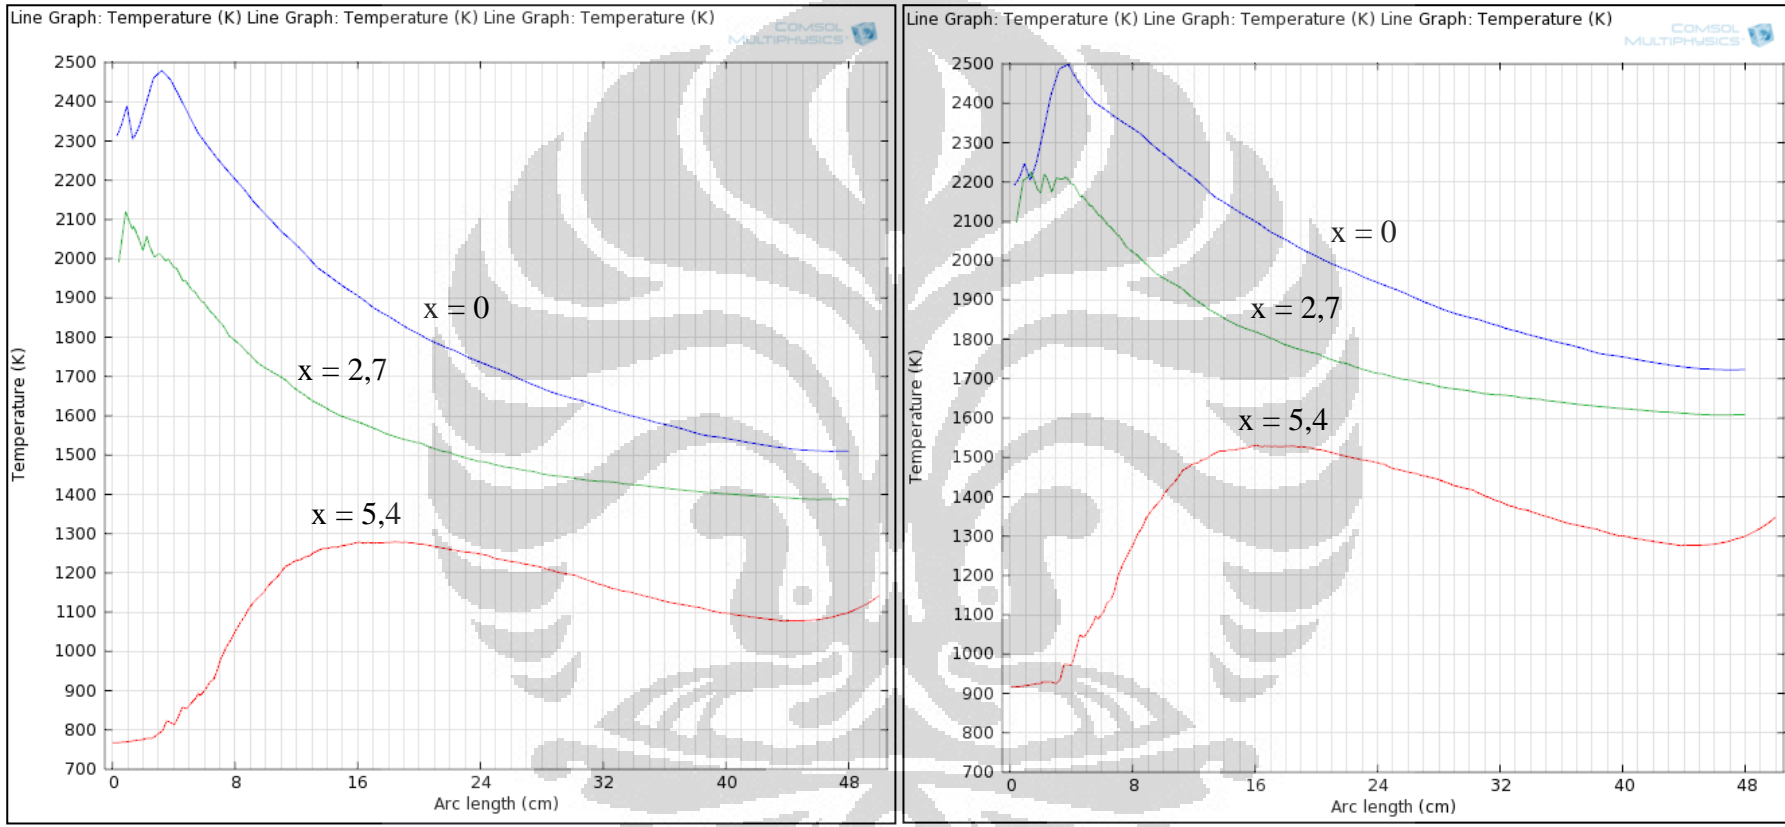 Line Graph: Temperature (K) Line Graph: Temperature (K) Line Graph: Temperature (K)
COMSOL
MULTIPHYSICS
2500
2400
2300
2200
2100
2000
1900
1800
1700
1600
1500
1400
1300
1200
1100
1000
900
800
700
Temperature (K)
x = 0
x = 2,7
x = 5,4
0 8 16 24 32 40 48
Arc length (cm)
Line Graph: Temperature (K) Line Graph: Temperature (K) Line Graph: Temperature (K)
COMSOL
MULTIPHYSICS
2500
2400
2300
2200
2100
2000
1900
1800
1700
1600
1500
1400
1300
1200
1100
1000
900
800
700
Temperature (K)
x = 0
x = 2,7
x = 5,4
0 8 16 24 32 40 48
Arc length (cm)